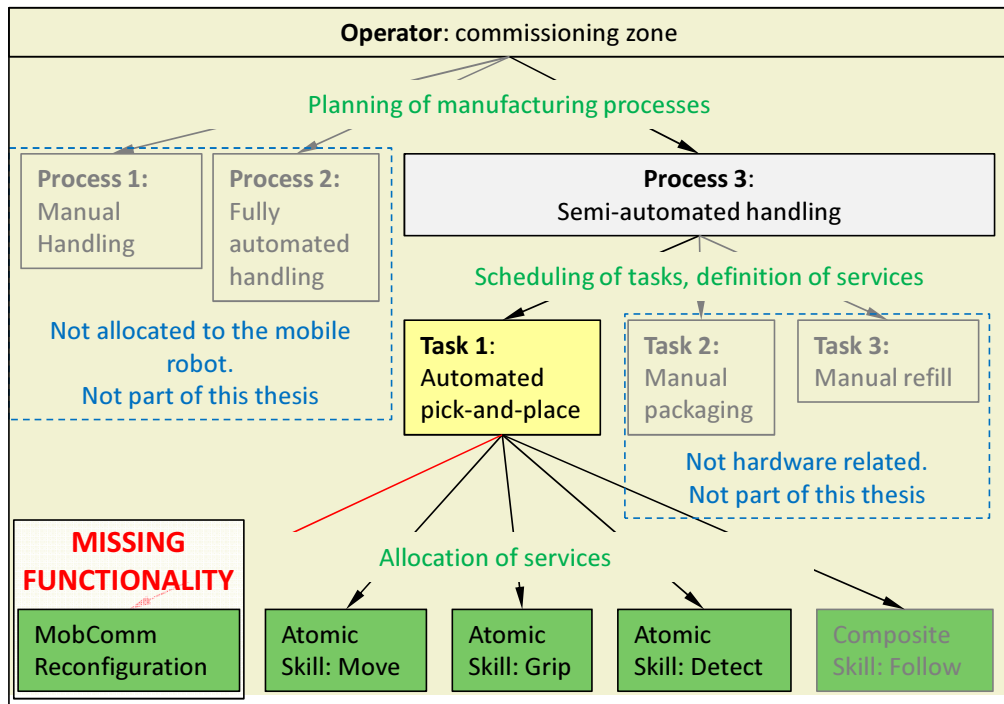 Operator: commissioning zone
Planning of manufacturing processes
Process 1:
Manual
Handling
Process 2:
Fully
automated
handling
Not allocated to the mobile
robot.
Not part of this thesis
Process 3:
Semi-automated handling
Scheduling of tasks, definition of services
Task 1:
Automated
pick-and-place
Task 2:
Manual
packaging
Task 3:
Manual refill
Not hardware related.
Not part of this thesis
MISSING
FUNCTIONALITY
Allocation of services
MobComm
Reconfiguration
Atomic
Skill: Move
Atomic
Skill: Grip
Atomic
Skill: Detect
Composite
Skill: Follow